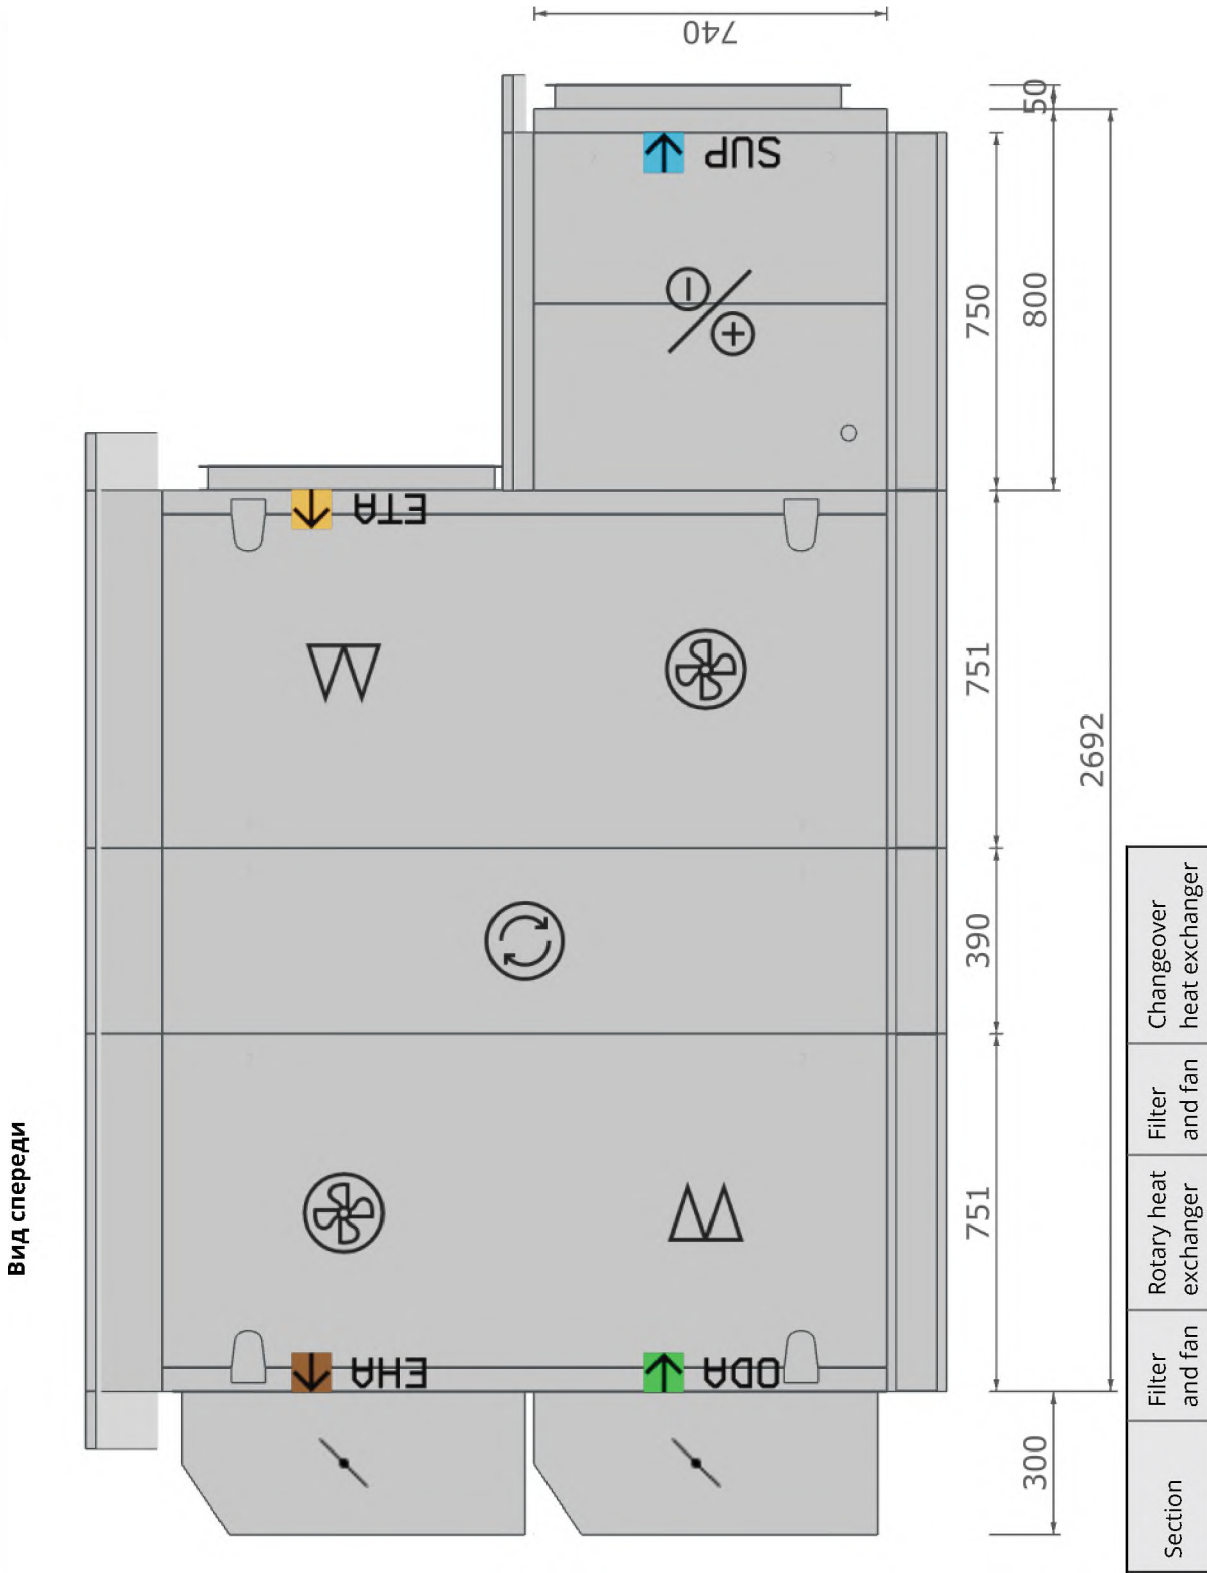 Вид спереди
EHA
ETA
ODA
SUP
740
300
751
390
751
750
800
50
2692
Section
Filter
and fan
Rotary heat
exchanger
Filter
and fan
Changeover
heat exchanger